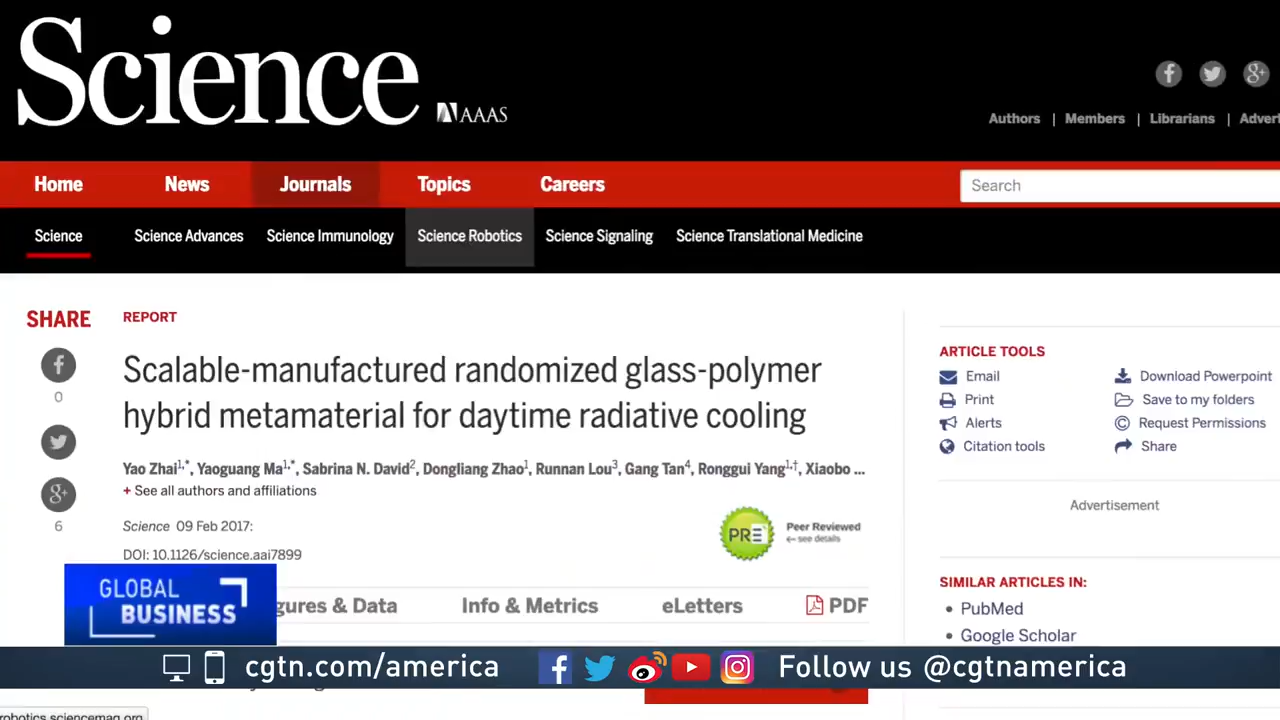 Science
AAAS
Authors | Members | Librarians |
Home News Journals Topics Careers
Search
Science Science Advances Science Immunology Science Robotics Science Signaling Science Translational Medicine
SHARE
0
6
REPORT
Scalable-manufactured randomized glass-polymer
hybrid metamaterial for daytime radiative cooling
Yao Zhai1,*, Yaoguang Ma1,*, Sabrina N. David2, Dongliang Zhao1, Runnan Lou3, Gang Tan4, Ronggui Yang1,†, Xiaobo ...
+ See all authors and affiliations
Science 09 Feb 2017:
DOI: 10.1126/science.aai7899
PRE
Peer Reviewed
← see details
gures & Data Info & Metrics eLetters PDF
ARTICLE TOOLS
Email Download Powerpoint
Print Save to my folders
Alerts © Request Permissions
Citation tools Share
Advertisement
SIMILAR ARTICLES IN:
• PubMed
• Google Scholar
GLOBAL
BUSINESS
cgtn.com/america Follow us @cgtnamerica
robotics.sciencemag.org